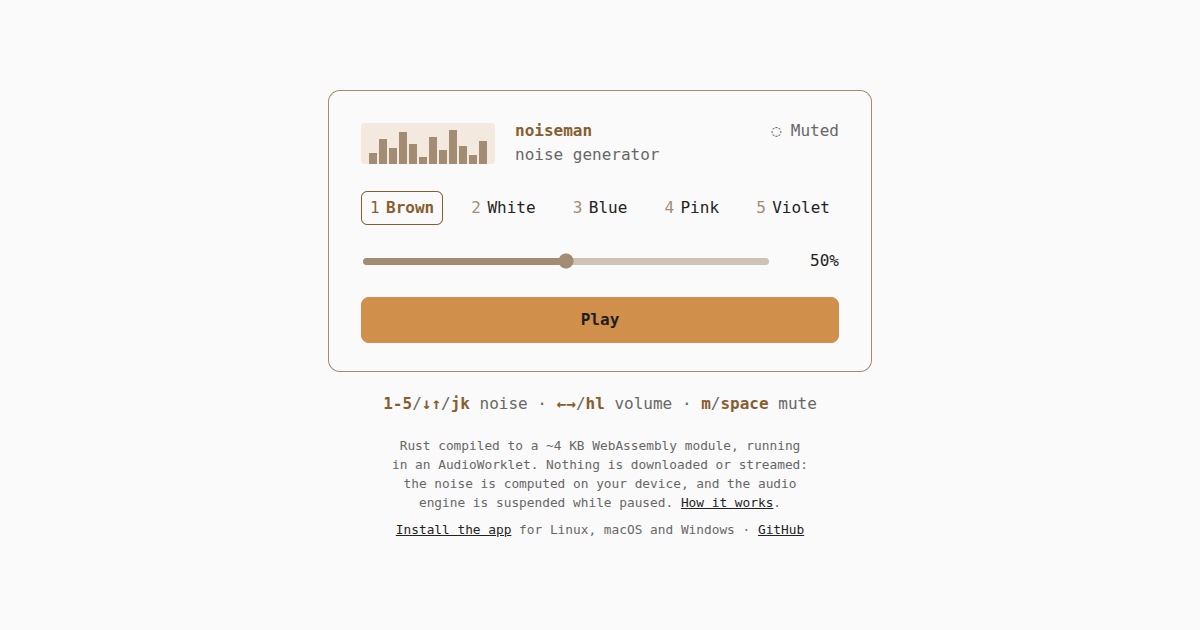 noiseman
◌ Muted
noise generator
1 Brown 2 White 3 Blue 4 Pink 5 Violet
50%
Play
1-5/↓↑/jk noise · ←→/hl volume · m/space mute
Rust compiled to a ~4 KB WebAssembly module, running
in an AudioWorklet. Nothing is downloaded or streamed:
the noise is computed on your device, and the audio
engine is suspended while paused. How it works.
Install the app for Linux, macOS and Windows · GitHub